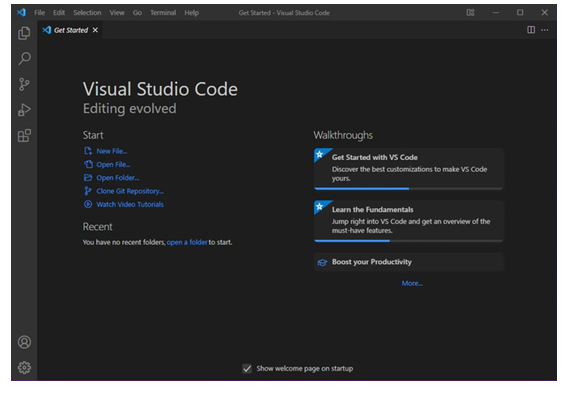 File Edit Selection View Go Terminal Help
Get Started - Visual Studio Code
Get Started
Visual Studio Code
Editing evolved
Start
New File...
Open File...
Open Folder...
Clone Git Repository...
Watch Video Tutorials
Recent
You have no recent folders, open a folder to start.
Walkthroughs
Get Started with VS Code
Discover the best customizations to make VS Code
yours.
Learn the Fundamentals
Jump right into VS Code and get an overview of the
must-have features.
Boost your Productivity
More...
Show welcome page on startup